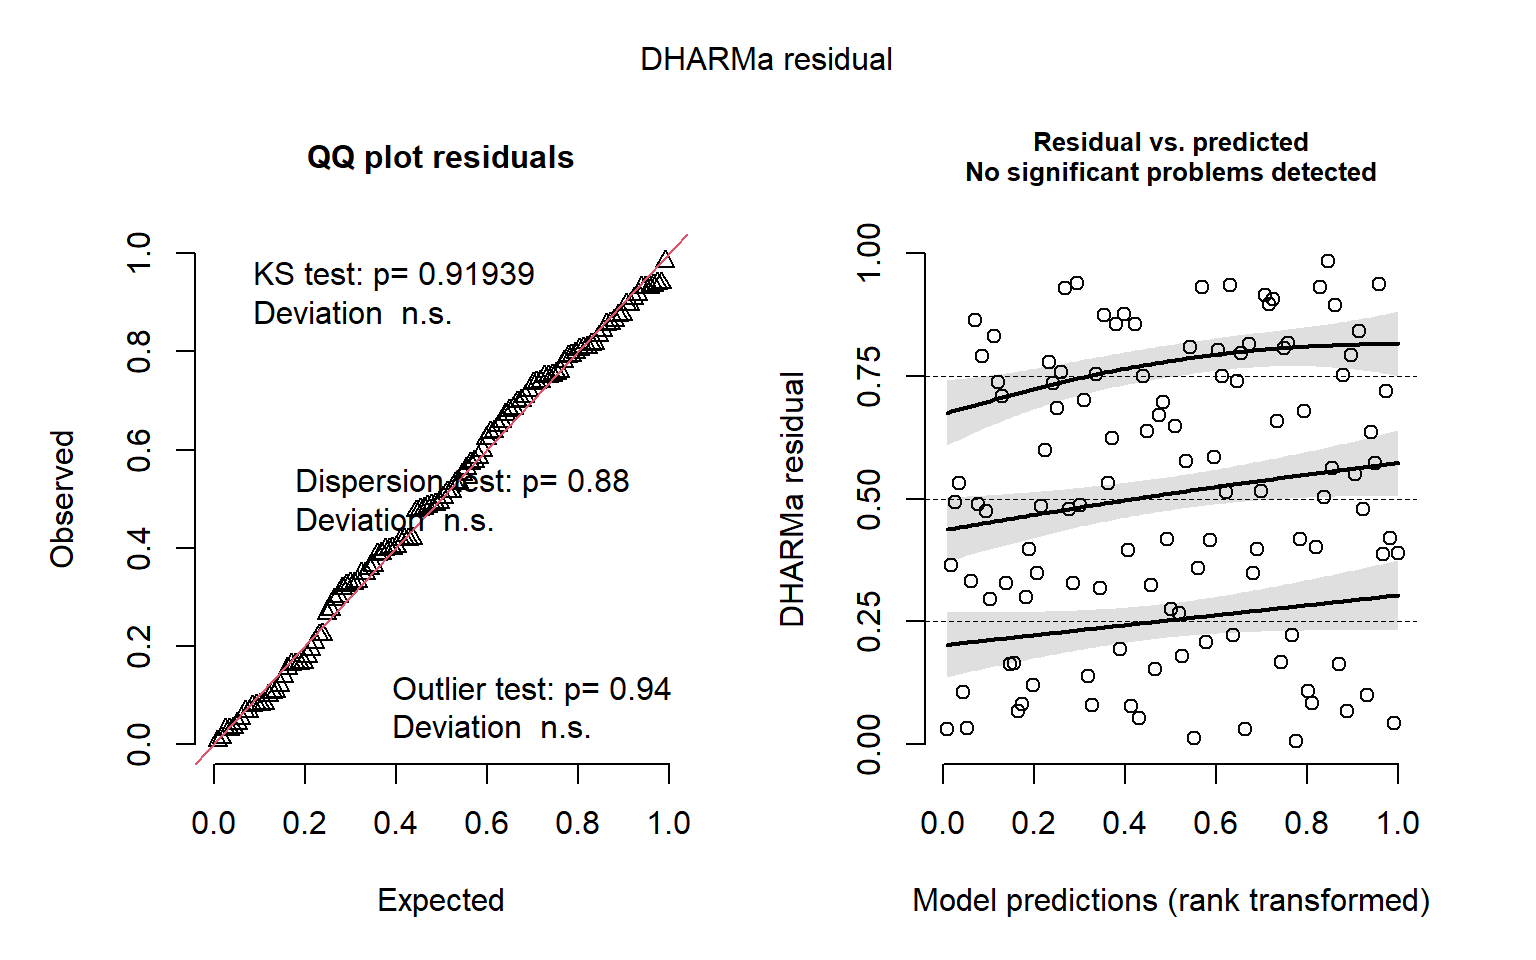 DHARMa residual
QQ plot residuals
KS test: p= 0.91939
Deviation  n.s.
Dispersion test: p= 0.88
Deviation  n.s.
Outlier test: p= 0.94
Deviation  n.s.
Observed
0.0
0.2
0.4
0.6
0.8
1.0
0.0 0.2 0.4 0.6 0.8 1.0
Expected
Residual vs. predicted
No significant problems detected
DHARMa residual
0.00
0.25
0.50
0.75
1.00
0.0 0.2 0.4 0.6 0.8 1.0
Model predictions (rank transformed)